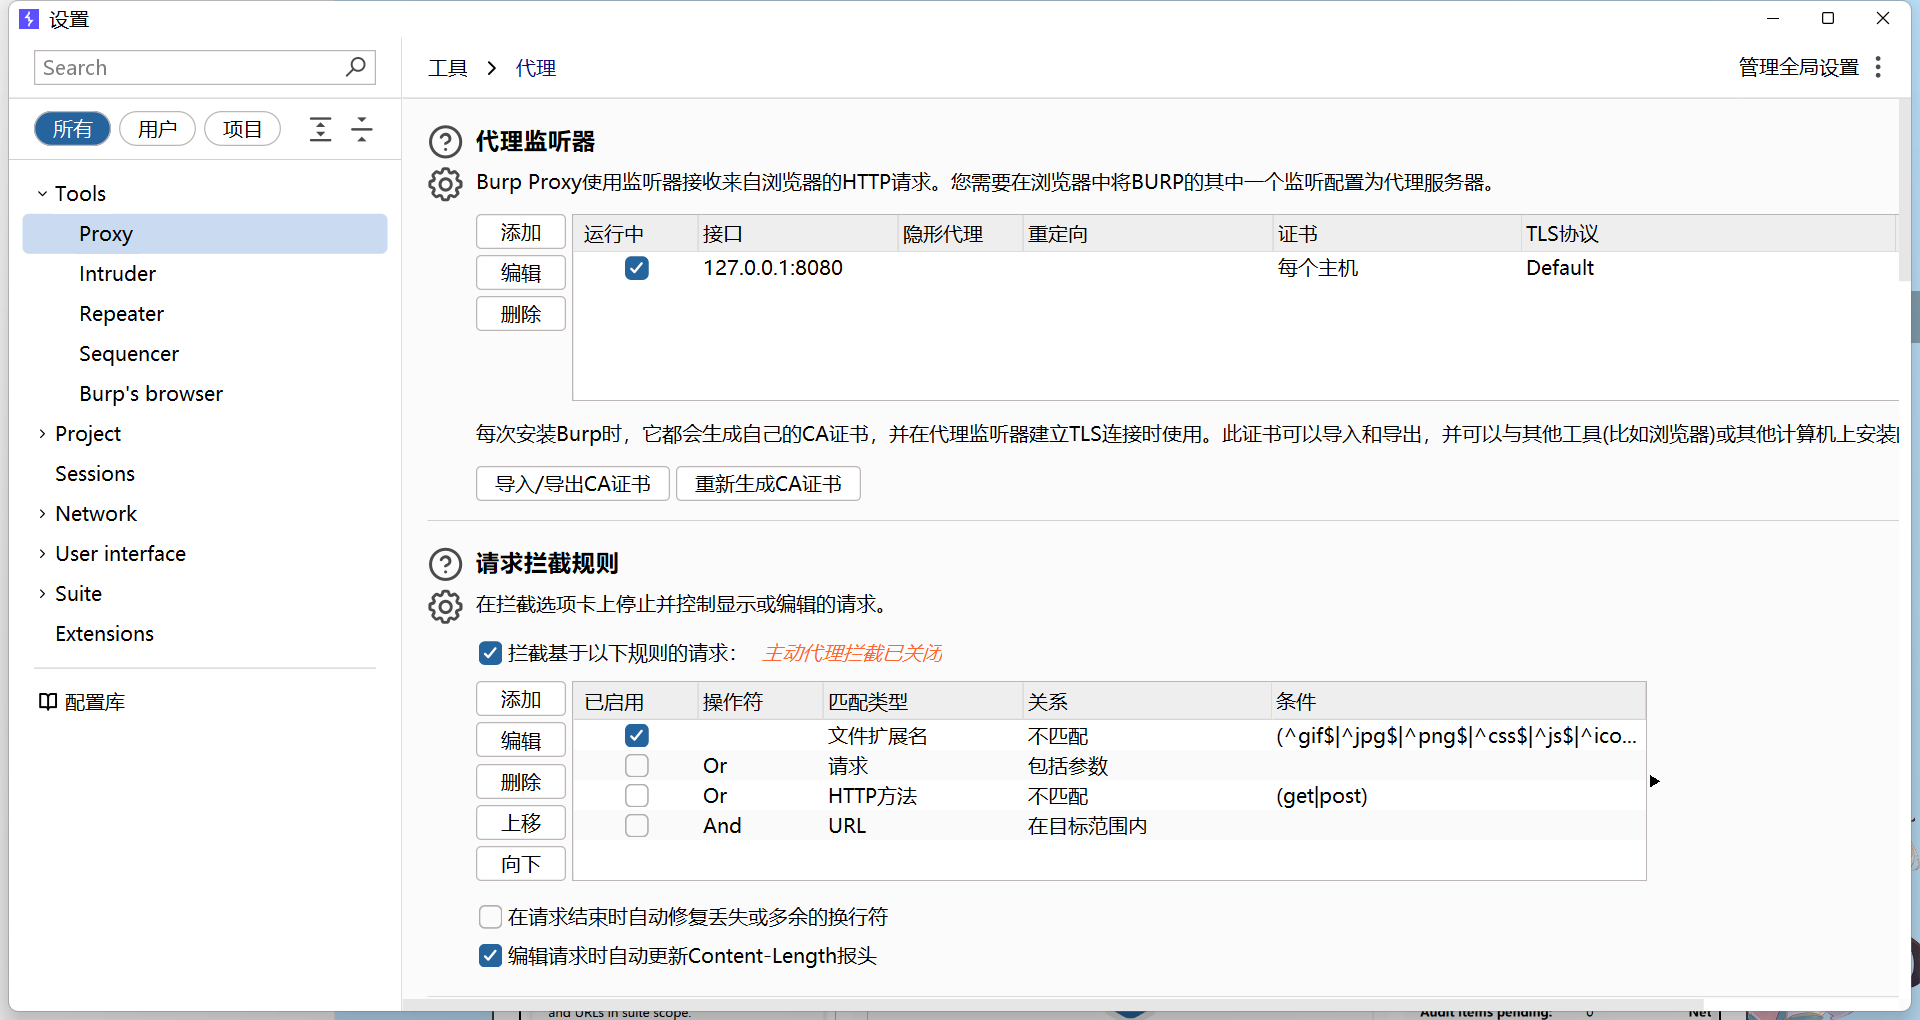 设置
Search
工具 > 代理
管理全局设置
所有 用户 项目
Tools
Proxy
Intruder
Repeater
Sequencer
Burp's browser
Project
Sessions
Network
User interface
Suite
Extensions
配置库
代理监听器
Burp Proxy使用监听器接收来自浏览器的HTTP请求。您需要在浏览器中将BURP的其中一个监听配置为代理服务器。
添加
编辑
删除
运行中 接口 隐形代理 重定向 证书 TLS协议
127.0.0.1:8080 每个主机 Default
每次安装Burp时，它都会生成自己的CA证书，并在代理监听器建立TLS连接时使用。此证书可以导入和导出，并可以与其他工具(比如浏览器)或其他计算机上安装
导入/导出CA证书 重新生成CA证书
请求拦截规则
在拦截选项卡上停止并控制显示或编辑的请求。
拦截基于以下规则的请求： 主动代理拦截已关闭
添加
编辑
删除
上移
向下
已启用 操作符 匹配类型 关系 条件
文件扩展名 不匹配 (^gif$|^jpg$|^png$|^css$|^js$|^ico...
Or 请求 包括参数
Or HTTP方法 不匹配 (get|post)
And URL 在目标范围内
在请求结束时自动修复丢失或多余的换行符
编辑请求时自动更新Content-Length报头
and URLs in suite scope.
Audit items pending: 0
Net